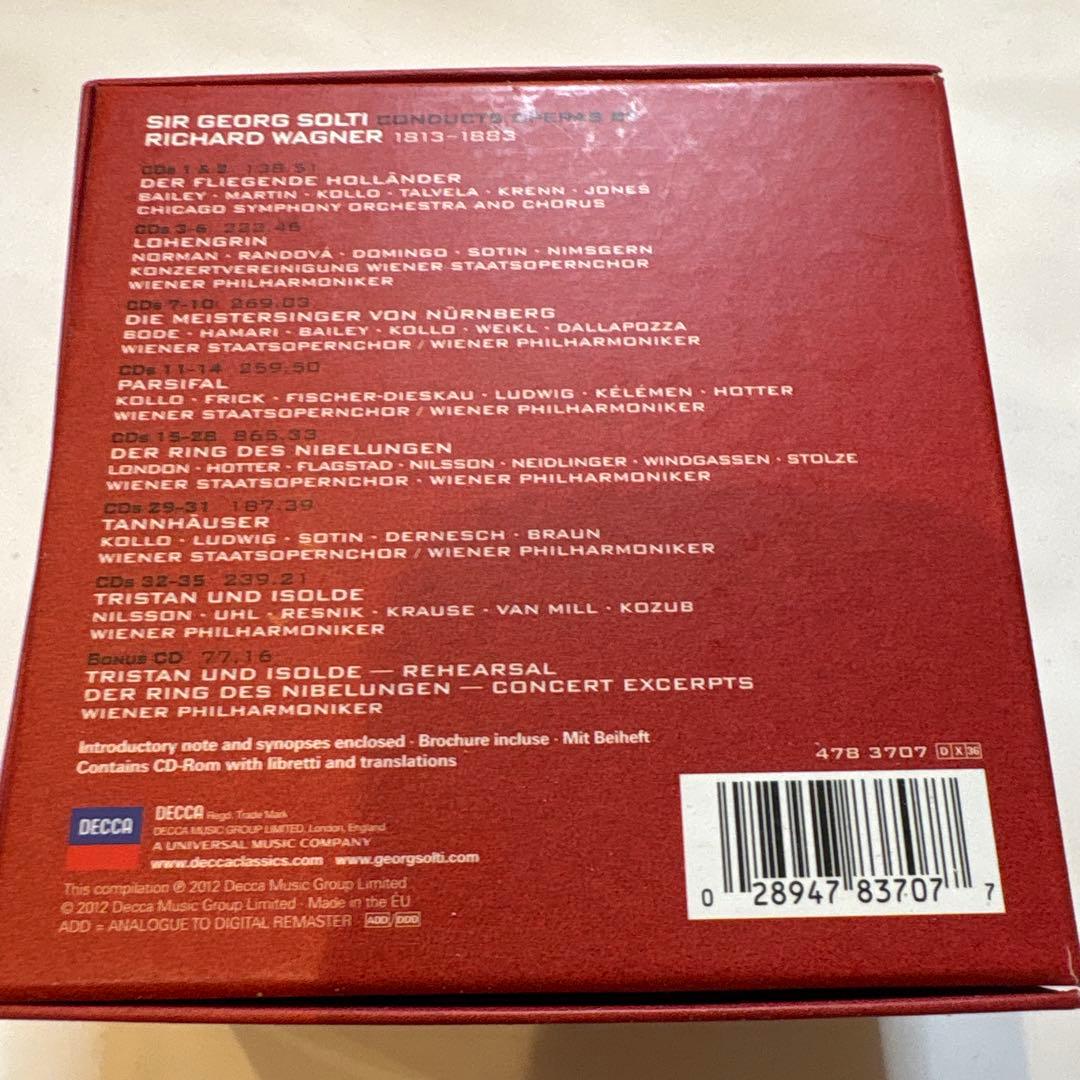 SIR GEORG SOLTI CONDUCTS OPERAS BY
RICHARD WAGNER 1813–1883
CDs 1 & 2 138.51
DER FLIEGENDE HOLLÄNDER
BAILEY · MARTIN · KOLLO · TALVELA · KRENN · JONES
CHICAGO SYMPHONY ORCHESTRA AND CHORUS
CDs 3–6 222.46
LOHENGRIN
NORMAN · RANDOVÁ · DOMINGO · SOTIN · NIMSGERN
KONZERTVEREINIGUNG WIENER STAATSOPERNCHOR
WIENER PHILHARMONIKER
CDs 7–10 269.03
DIE MEISTERSINGER VON NÜRNBERG
BODE · HAMARI · BAILEY · KOLLO · WEIKL · DALLAPOZZA
WIENER STAATSOPERNCHOR / WIENER PHILHARMONIKER
CDs 11–14 259.50
PARSIFAL
KOLLO · FRICK · FISCHER-DIESKAU · LUDWIG · KÉLÉMEN · HOTTER
WIENER STAATSOPERNCHOR / WIENER PHILHARMONIKER
CDs 15–28 865.33
DER RING DES NIBELUNGEN
LONDON · HOTTER · FLAGSTAD · NILSSON · NEIDLINGER · WINDGASSEN · STOLZE
WIENER STAATSOPERNCHOR · WIENER PHILHARMONIKER
CDs 29–31 187.39
TANNHÄUSER
KOLLO · LUDWIG · SOTIN · DERNESCH · BRAUN
WIENER STAATSOPERNCHOR / WIENER PHILHARMONIKER
CDs 32–35 239.21
TRISTAN UND ISOLDE
NILSSON · UHL · RESNIK · KRAUSE · VAN MILL · KOZUB
WIENER PHILHARMONIKER
BONUS CD 77.16
TRISTAN UND ISOLDE — REHEARSAL
DER RING DES NIBELUNGEN — CONCERT EXCERPTS
WIENER PHILHARMONIKER
Introductory note and synopses enclosed · Brochure incluse · Mit Beiheft
Contains CD-Rom with libretti and translations
478 3707 DX36
DECCA
DECCA Regd. Trade Mark
DECCA MUSIC GROUP LIMITED, London, England
A UNIVERSAL MUSIC COMPANY
www.deccaclassics.com www.georgsolti.com
This compilation ℗ 2012 Decca Music Group Limited
© 2012 Decca Music Group Limited · Made in the EU
ADD = ANALOGUE TO DIGITAL REMASTER ADD/DDD
0 28947 83707 7